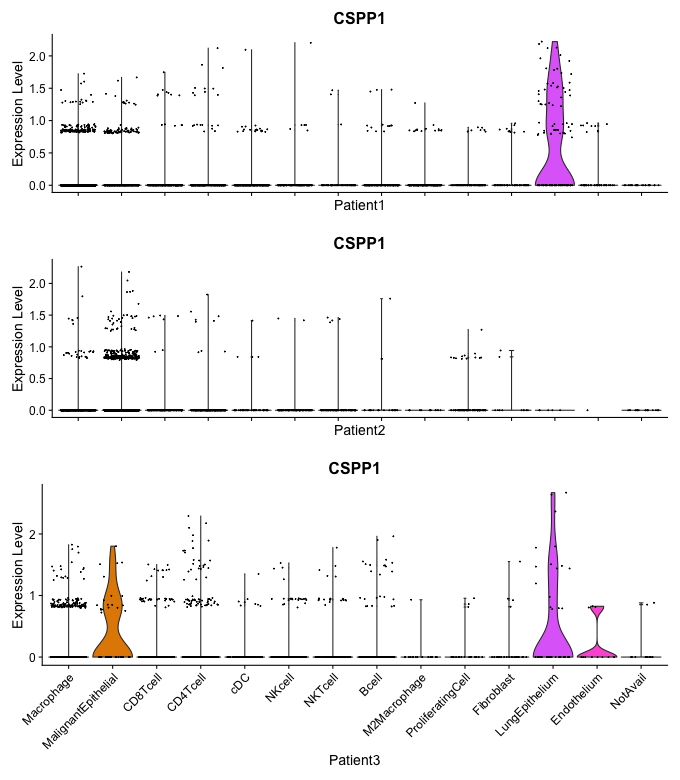 CSPP1
Expression Level
2.0
1.5
1.0
0.5
0.0
Patient1
CSPP1
Expression Level
2.0
1.5
1.0
0.5
0.0
Patient2
CSPP1
Expression Level
2
1
0
Macrophage
MalignantEpithelial
CD8Tcell
CD4Tcell
cDC
NKcell
NKTcell
Bcell
M2Macrophage
ProliferatingCell
Fibroblast
LungEpithelium
Endothelium
NotAvail
Patient3